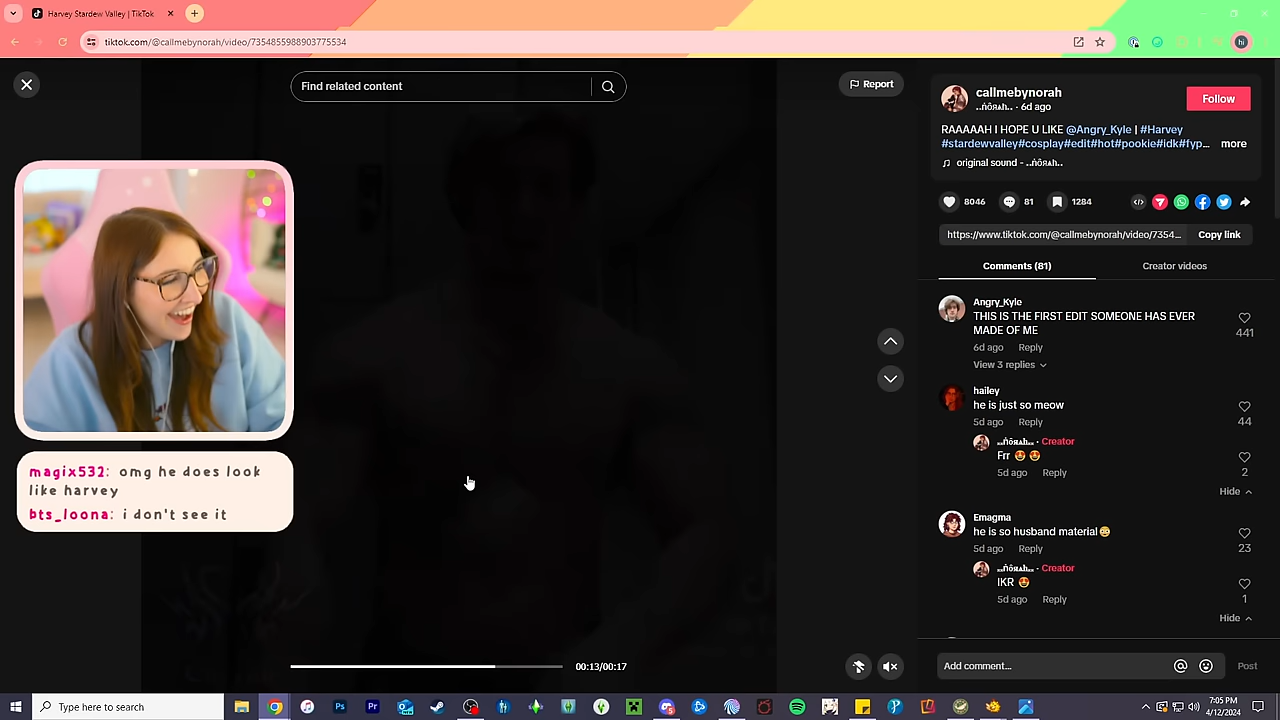 Harvey Stardew Valley | TikTok
tiktok.com/@callmebynorah/video/7354855988903775534
hi
Find related content
Report
callmebynorah
· 6d ago
Follow
RAAAAAH I HOPE U LIKE @Angry_Kyle | #Harvey
#stardewvalley#cosplay#edit#hot#pookie#idk#fyp... more
original sound -
8046
81
1284
https://www.tiktok.com/@callmebynorah/video/7354...
Copy link
Comments (81)
Creator videos
Angry_Kyle
THIS IS THE FIRST EDIT SOMEONE HAS EVER
MADE OF ME
441
6d ago Reply
View 3 replies
hailey
he is just so meow
44
5d ago Reply
· Creator
Frr 🤩 🤩
2
5d ago Reply
Hide
Emagma
he is so husband material😳
23
5d ago Reply
· Creator
IKR 🤩
1
5d ago Reply
Hide
Add comment...
Post
magix532: omg he does look
like harvey
bts_loona: i don't see it
00:13/00:17
Type here to search
Ps
Pr
7:05 PM
4/12/2024